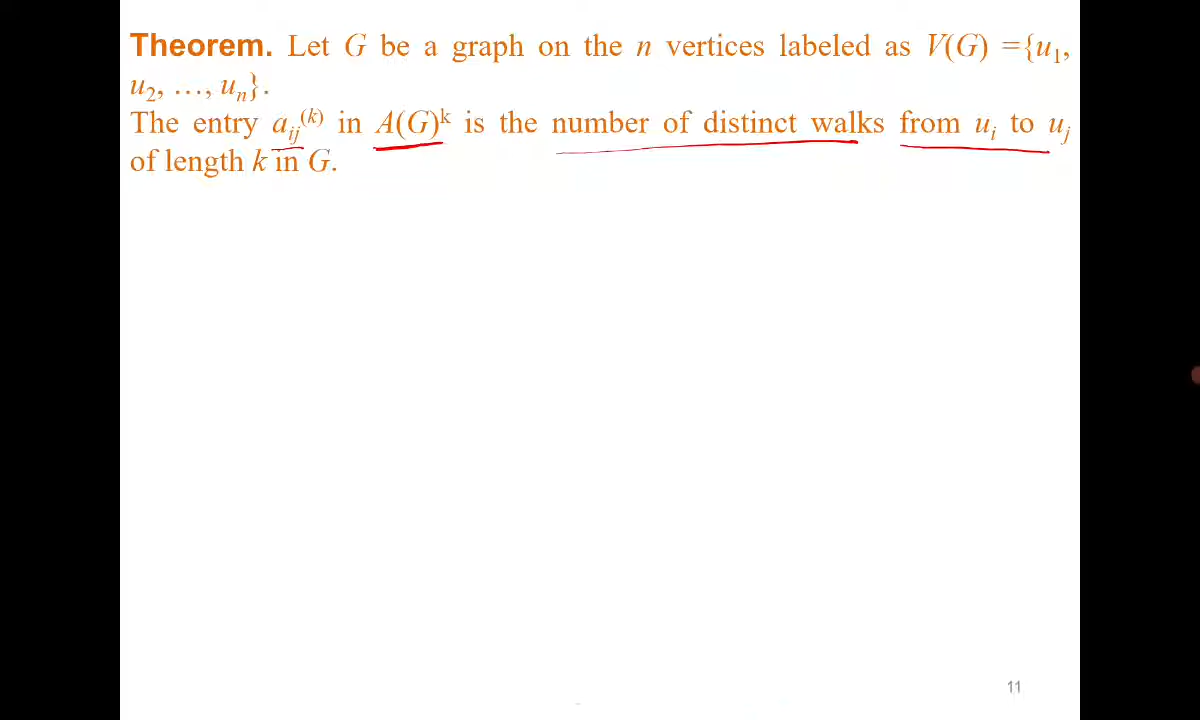 Theorem. Let G be a graph on the n vertices labeled as V(G) ={u₁,
u₂, …, uₙ}.
The entry aᵢⱼ⁽ᵏ⁾ in A(G)ᵏ is the number of distinct walks from uᵢ to uⱼ
of length k in G.
11